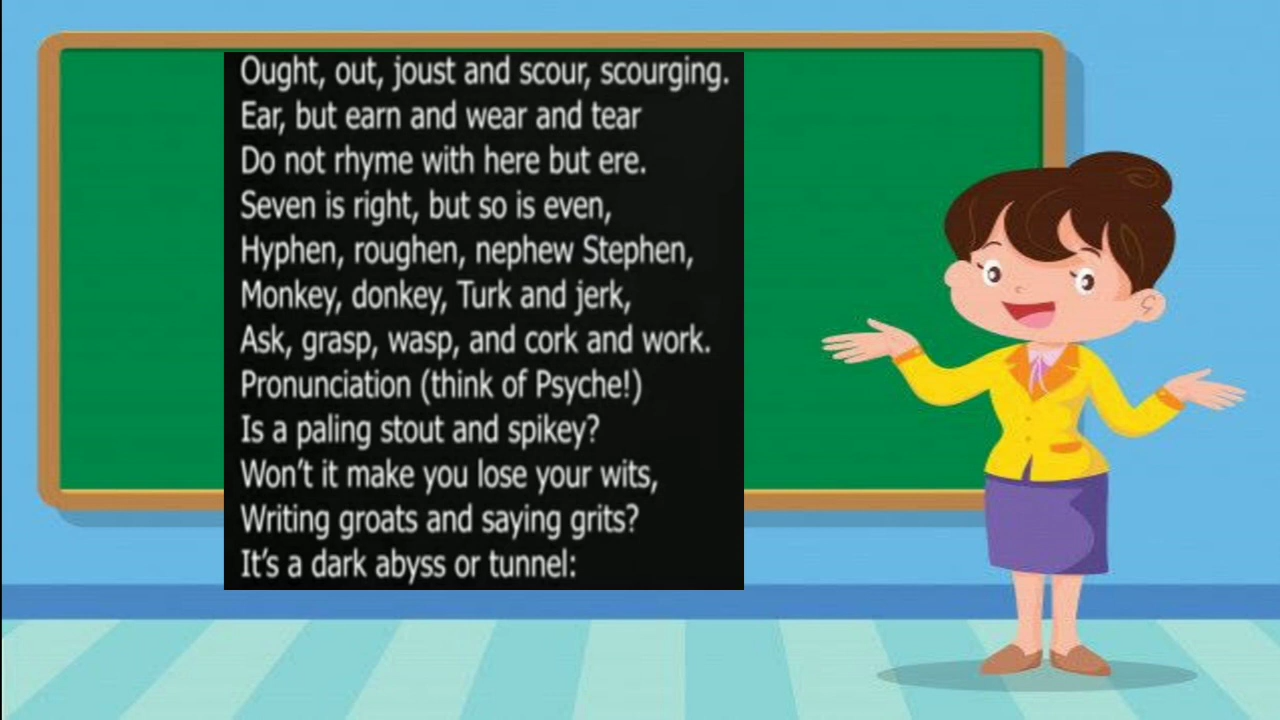 Ought, out, joust and scour, scourging.
Ear, but earn and wear and tear
Do not rhyme with here but ere.
Seven is right, but so is even,
Hyphen, roughen, nephew Stephen,
Monkey, donkey, Turk and jerk,
Ask, grasp, wasp, and cork and work.
Pronunciation (think of Psyche!)
Is a paling stout and spikey?
Won't it make you lose your wits,
Writing groats and saying grits?
It's a dark abyss or tunnel: